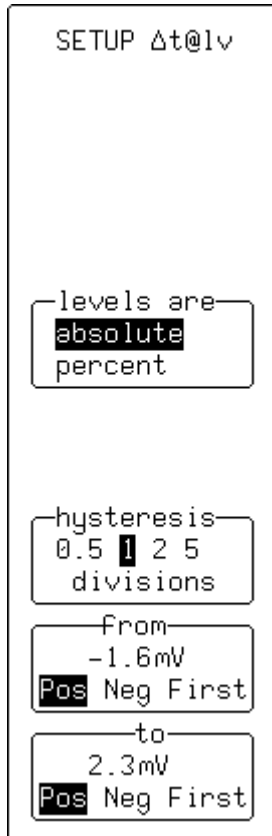 SETUP Δt@lv
levels are
absolute
percent
hysteresis
0.5 1 2 5
divisions
From
-1.6mV
Pos Neg First
to
2.3mV
Pos Neg First